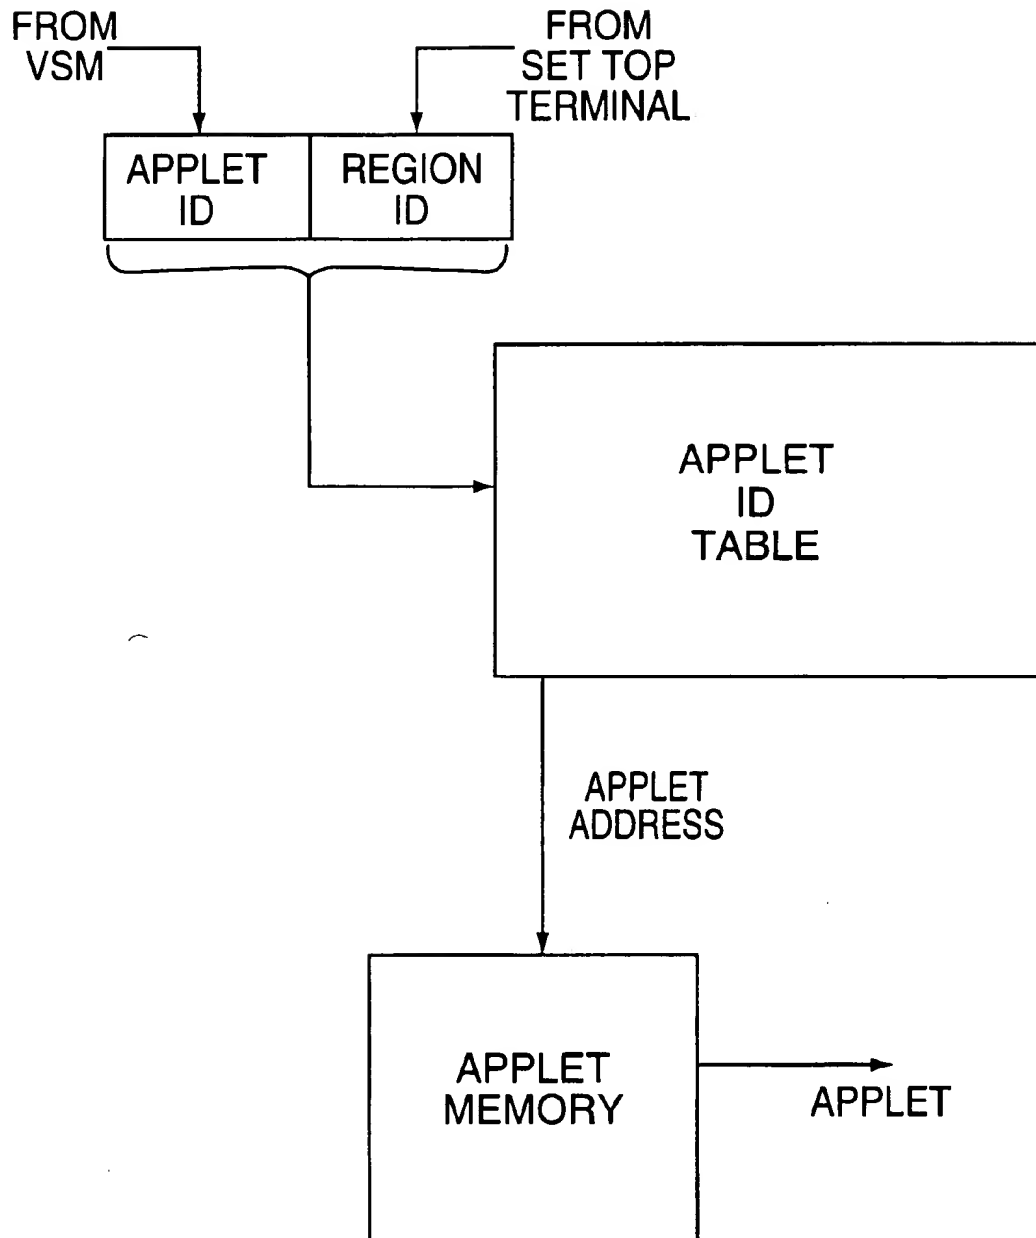 FROM
VSM
FROM
SET TOP
TERMINAL
APPLET
ID
REGION
ID
APPLET
ID
TABLE
APPLET
ADDRESS
APPLET
MEMORY
APPLET